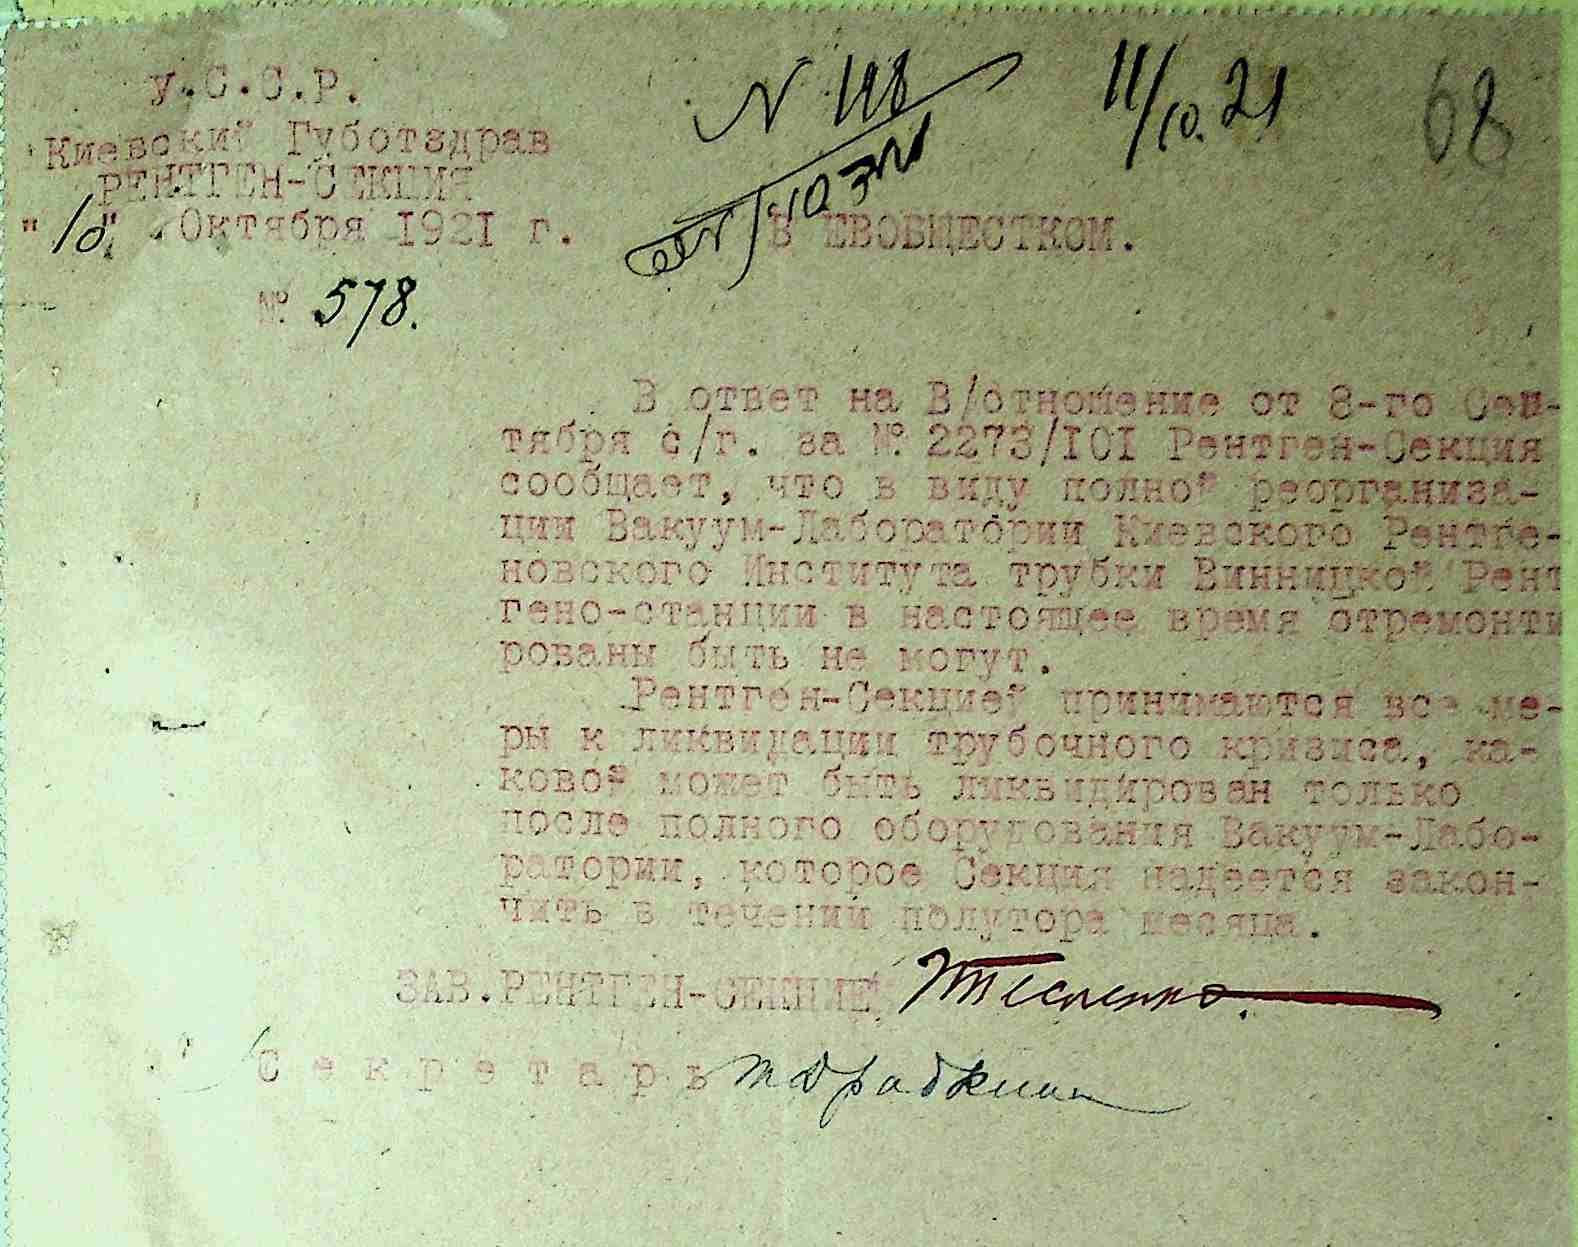 У.С.С.Р.
N 118
11/10.21
68
Киевский Губотздрав
РЕНТГЕН-СЕКЦИЯ
"10" Октября 1921 г.
В ЕВОБЩЕСТКОМ.
№ 578.
В ответ на В/отношение от 8-го Сен-
тября с/г. за № 2273/101 Рентген-Секция
сообщает, что в виду полной реорганиза-
ции Вакуум-Лаборатории Киевского Рентге-
новского Института трубки Винницкой Рент
гено-станции в настоящее время отремонти
рованы быть не могут.
Рентген-Секцией принимаются все ме-
ры к ликвидации трубочного кризиса, ка-
ковой может быть ликвидирован только
после полного оборудования Вакуум-Лабо-
ратории, которое Секция надеется закон-
чить в течений полутора месяца.
ЗАВ.РЕНТГЕН-СЕКЦИЕЙ
Секретарь